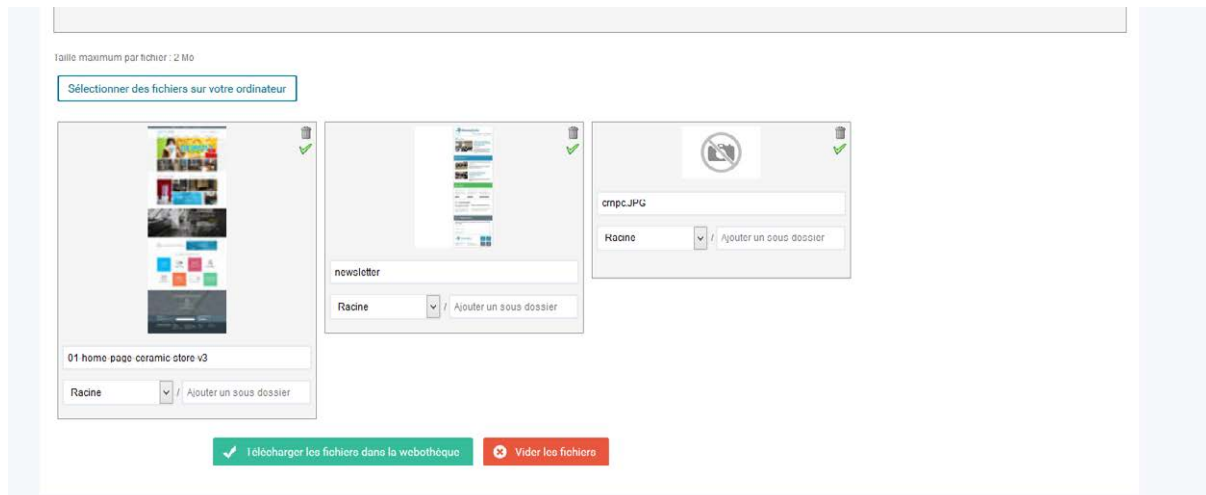 Taille maximum par fichier : 2 Mo
Sélectionner des fichiers sur votre ordinateur
crnpc.JPG
Racine / Ajouter un sous dossier
newsletter
Racine / Ajouter un sous dossier
01-home-page-ceramic-store-v3
Racine / Ajouter un sous dossier
Télécharger les fichiers dans la webothèque
Vider les fichiers